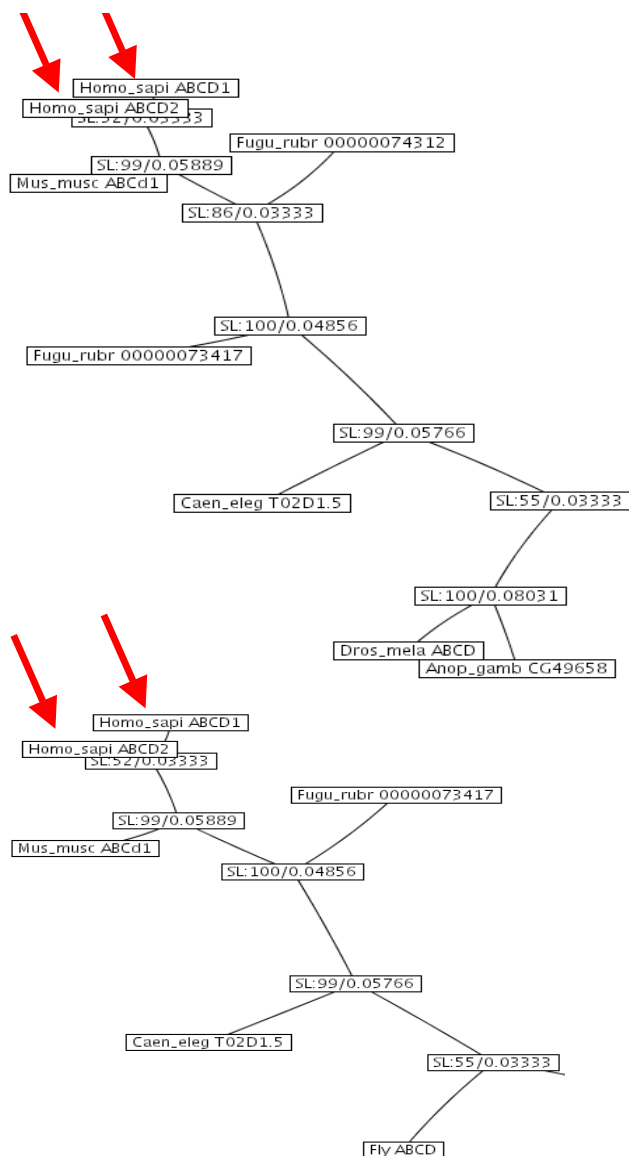 Homo_sapi ABCD1
Homo_sapi ABCD2
SL:52/0.03333
Fugu_rubr 00000074312
SL:99/0.05889
Mus_musc ABCd1
SL:86/0.03333
SL:100/0.04856
Fugu_rubr 00000073417
SL:99/0.05766
Caen_eleg T02D1.5
SL:55/0.03333
SL:100/0.08031
Dros_mela ABCD
Anop_gamb CG49658
Homo_sapi ABCD1
Homo_sapi ABCD2
SL:52/0.03333
Fugu_rubr 00000073417
SL:99/0.05889
Mus_musc ABCd1
SL:100/0.04856
SL:99/0.05766
Caen_eleg T02D1.5
SL:55/0.03333
Fly ABCD